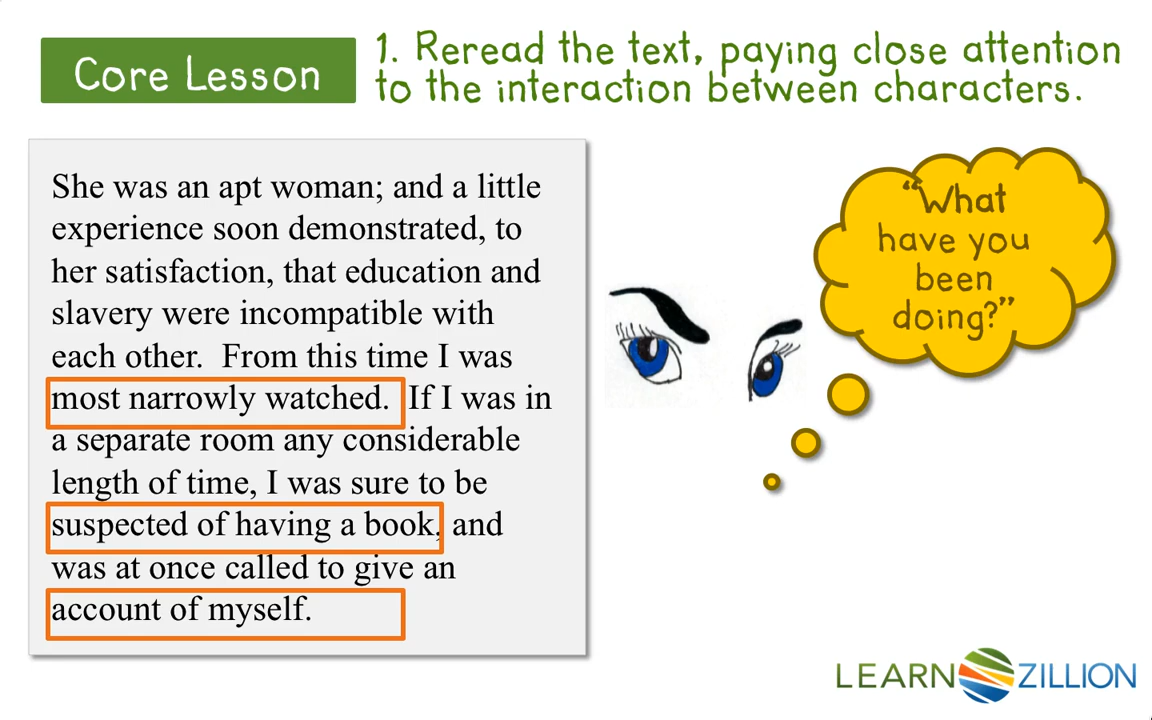 Core Lesson
1. Reread the text, paying close attention
to the interaction between characters.
She was an apt woman; and a little
experience soon demonstrated, to
her satisfaction, that education and
slavery were incompatible with
each other.  From this time I was
most narrowly watched.  If I was in
a separate room any considerable
length of time, I was sure to be
suspected of having a book, and
was at once called to give an
account of myself.
“What
have you
been
doing?”
LEARN ZILLION